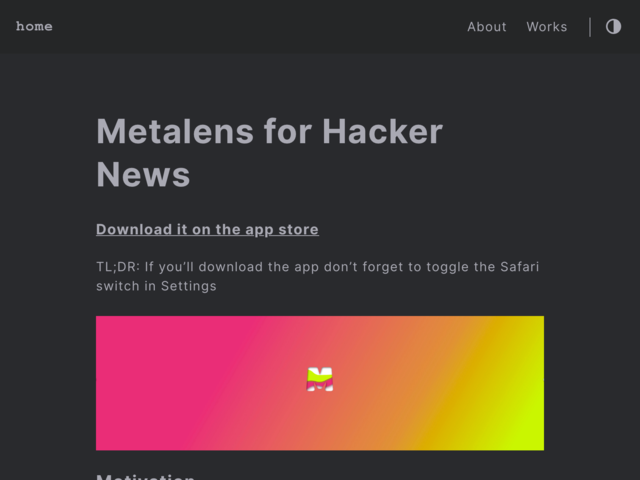 home
About
Works
Metalens for Hacker
News
Download it on the app store
TL;DR: If you’ll download the app don’t forget to toggle the Safari
switch in Settings
M
Motivation